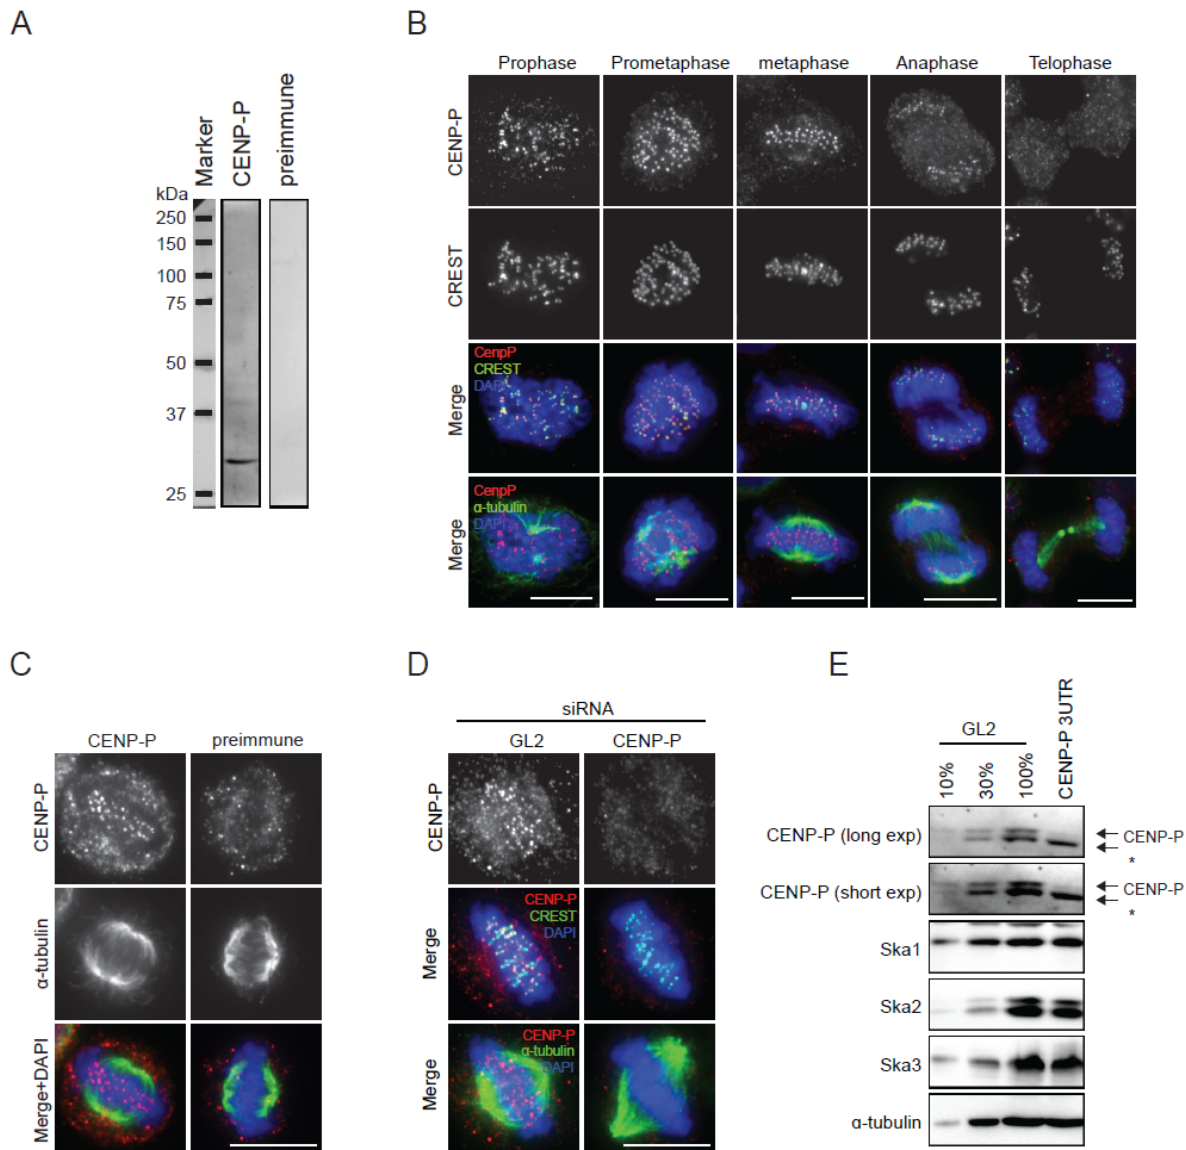 A
Marker
CENP-P
preimmune
kDa
250
150
100
75
50
37
25
B
Prophase
Prometaphase
metaphase
Anaphase
Telophase
CENP-P
CREST
Merge
CenpP
CREST
DAPI
Merge
CenpP
α-tubulin
DAPI
C
CENP-P
preimmune
CENP-P
α-tubulin
Merge+DAPI
D
siRNA
GL2
CENP-P
CENP-P
Merge
CENP-P
CREST
DAPI
Merge
CENP-P
α-tubulin
DAPI
E
GL2
10%
30%
100%
CENP-P 3UTR
CENP-P (long exp)
CENP-P
*
CENP-P (short exp)
CENP-P
*
Ska1
Ska2
Ska3
α-tubulin